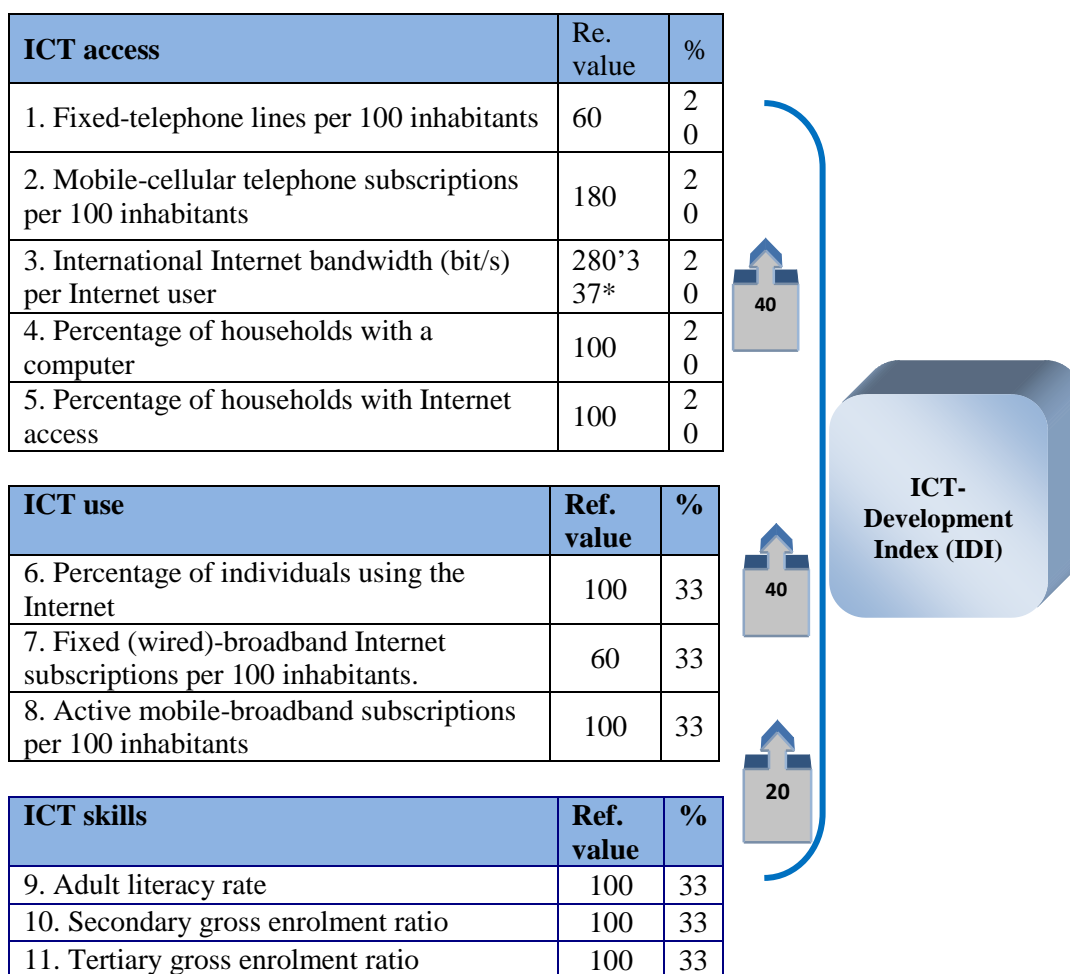 ICT access
Re.
value
%
1. Fixed-telephone lines per 100 inhabitants
60
2
0
2. Mobile-cellular telephone subscriptions
per 100 inhabitants
180
2
0
3. International Internet bandwidth (bit/s)
per Internet user
280’3
37*
2
0
4. Percentage of households with a
computer
100
2
0
5. Percentage of households with Internet
access
100
2
0
40
ICT use
Ref.
value
%
6. Percentage of individuals using the
Internet
100
33
7. Fixed (wired)-broadband Internet
subscriptions per 100 inhabitants.
60
33
8. Active mobile-broadband subscriptions
per 100 inhabitants
100
33
40
ICT skills
Ref.
value
%
9. Adult literacy rate
100
33
10. Secondary gross enrolment ratio
100
33
11. Tertiary gross enrolment ratio
100
33
20
ICT-
Development
Index (IDI)